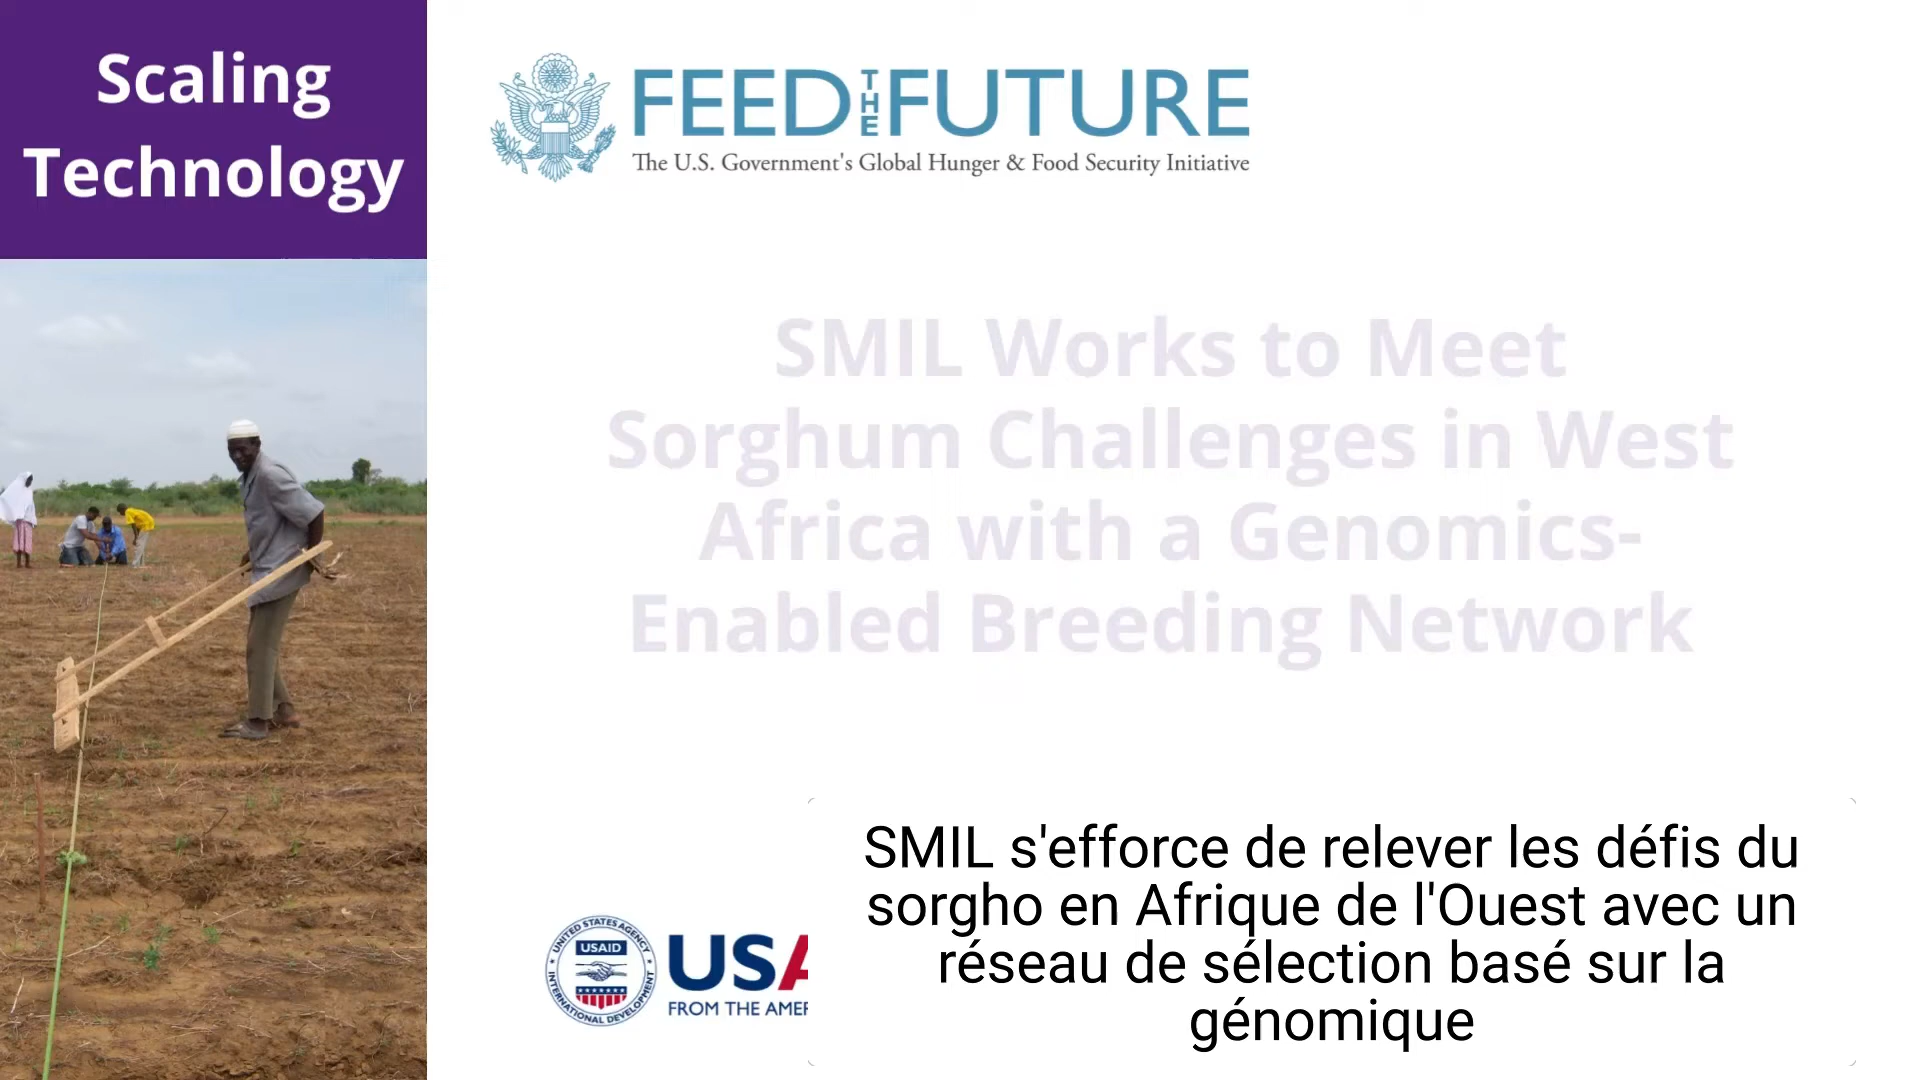 Scaling
Technology
FEED THE FUTURE
The U.S. Government's Global Hunger & Food Security Initiative
SMIL Works to Meet
Sorghum Challenges in West
Africa with a Genomics-
Enabled Breeding Network
UNITED STATES AGENCY
USAID
INTERNATIONAL DEVELOPMENT
USA
FROM THE AMER
SMIL s'efforce de relever les défis du
sorgho en Afrique de l'Ouest avec un
réseau de sélection basé sur la
génomique